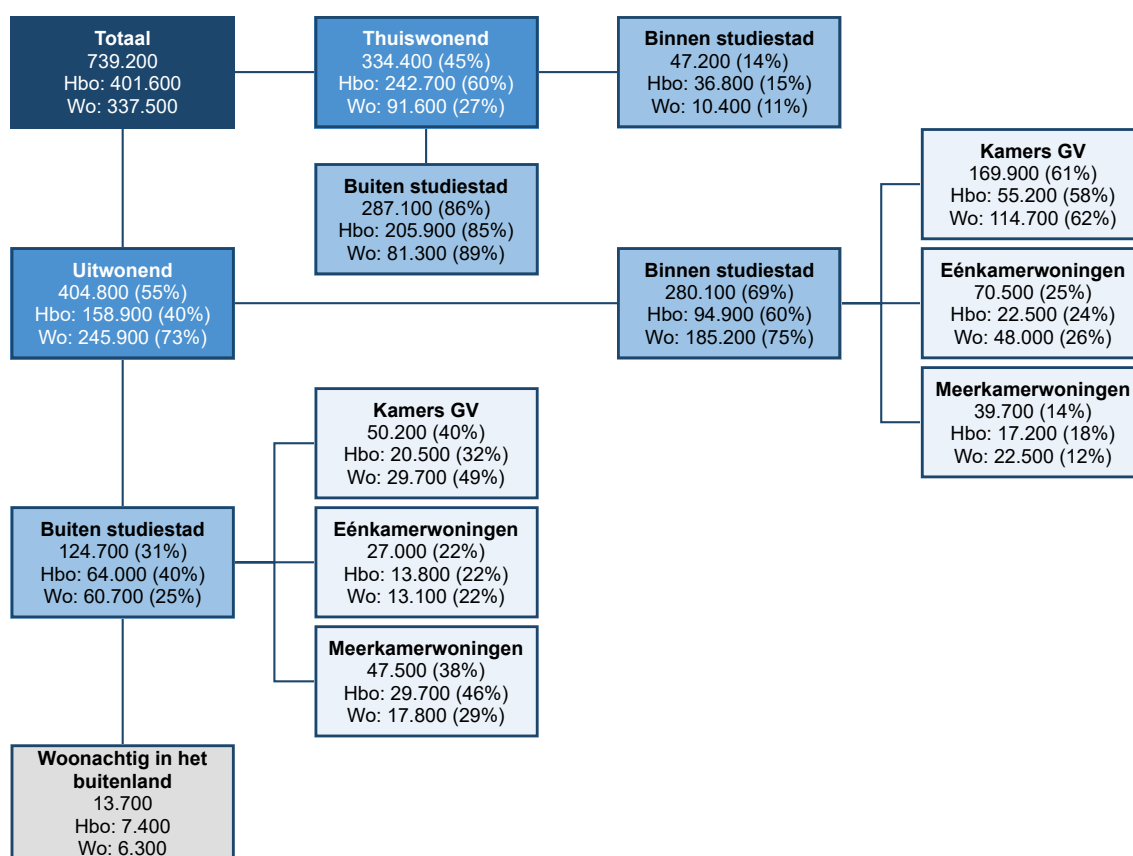 Totaal
739.200
Hbo: 401.600
Wo: 337.500
Thuiswonend
334.400 (45%)
Hbo: 242.700 (60%)
Wo: 91.600 (27%)
Binnen studiestad
47.200 (14%)
Hbo: 36.800 (15%)
Wo: 10.400 (11%)
Buiten studiestad
287.100 (86%)
Hbo: 205.900 (85%)
Wo: 81.300 (89%)
Uitwonend
404.800 (55%)
Hbo: 158.900 (40%)
Wo: 245.900 (73%)
Binnen studiestad
280.100 (69%)
Hbo: 94.900 (60%)
Wo: 185.200 (75%)
Kamers GV
169.900 (61%)
Hbo: 55.200 (58%)
Wo: 114.700 (62%)
Eénkamerwoningen
70.500 (25%)
Hbo: 22.500 (24%)
Wo: 48.000 (26%)
Meerkamerwoningen
39.700 (14%)
Hbo: 17.200 (18%)
Wo: 22.500 (12%)
Buiten studiestad
124.700 (31%)
Hbo: 64.000 (40%)
Wo: 60.700 (25%)
Kamers GV
50.200 (40%)
Hbo: 20.500 (32%)
Wo: 29.700 (49%)
Eénkamerwoningen
27.000 (22%)
Hbo: 13.800 (22%)
Wo: 13.100 (22%)
Meerkamerwoningen
47.500 (38%)
Hbo: 29.700 (46%)
Wo: 17.800 (29%)
Woonachtig in het
buitenland
13.700
Hbo: 7.400
Wo: 6.300